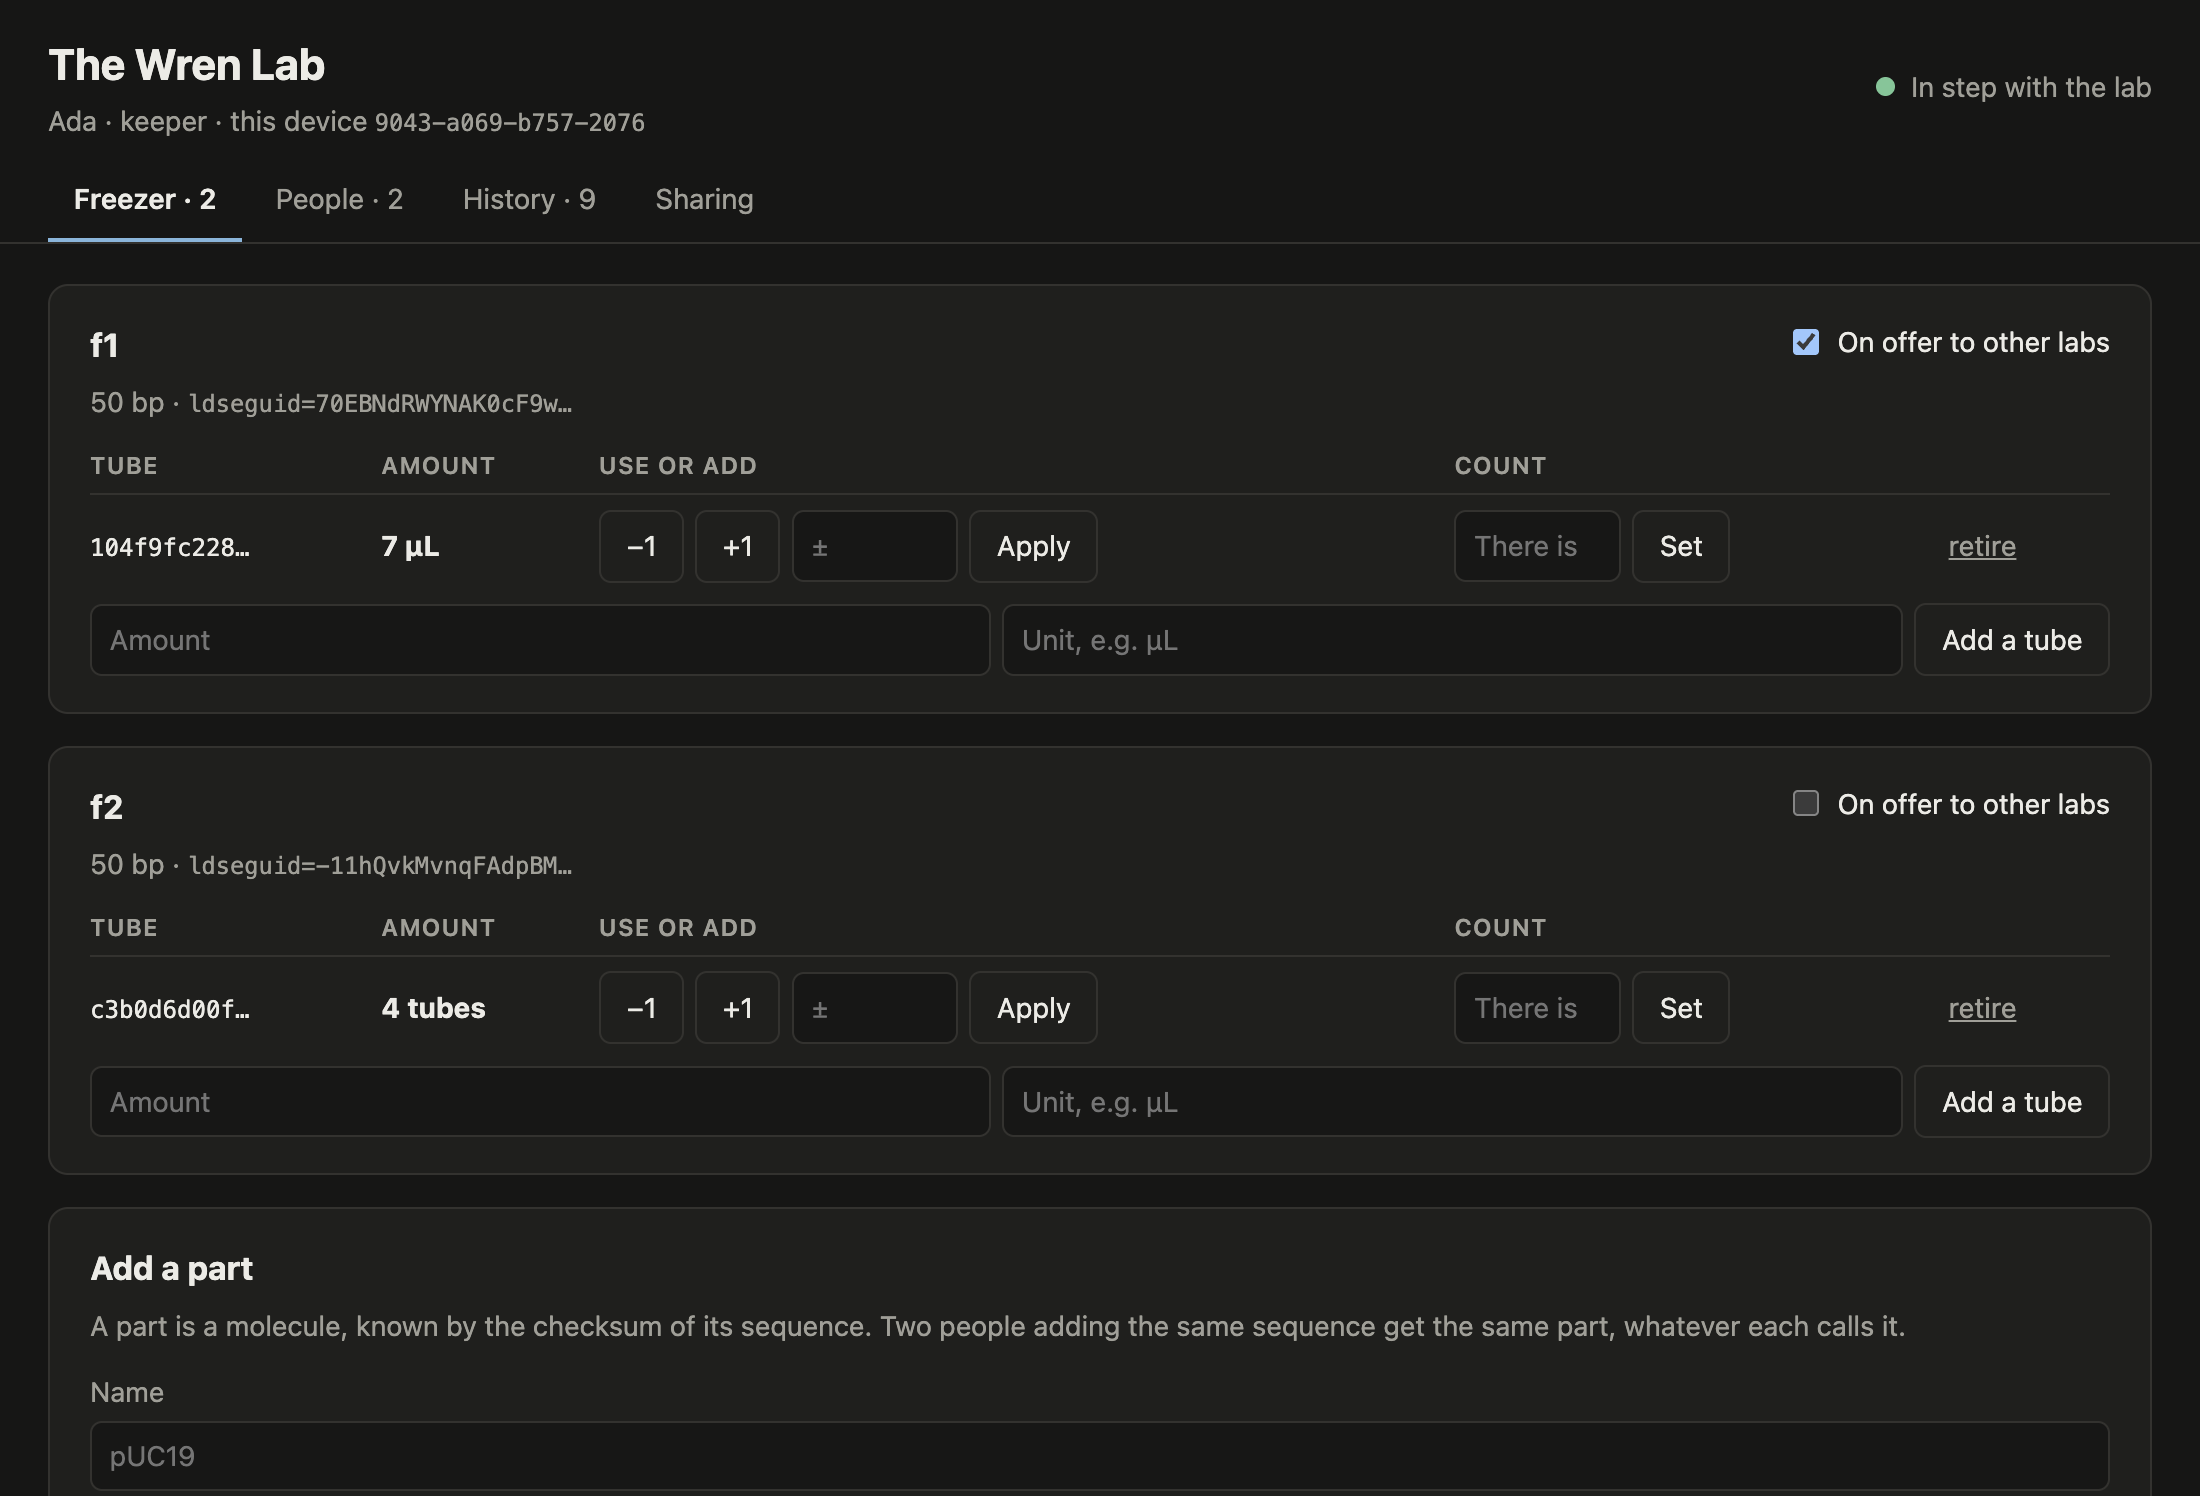 The Wren Lab
In step with the lab
Ada · keeper · this device 9043-a069-b757-2076
Freezer · 2 People · 2 History · 9 Sharing
f1 On offer to other labs
50 bp · ldseguid=70EBNdRWYNAK0cF9w…
TUBE AMOUNT USE OR ADD COUNT
104f9fc228… 7 µL −1 +1 ± Apply There is Set retire
Amount Unit, e.g. µL Add a tube
f2 On offer to other labs
50 bp · ldseguid=-11hQvkMvnqFAdpBM…
TUBE AMOUNT USE OR ADD COUNT
c3b0d6d00f… 4 tubes −1 +1 ± Apply There is Set retire
Amount Unit, e.g. µL Add a tube
Add a part
A part is a molecule, known by the checksum of its sequence. Two people adding the same sequence get the same part, whatever each calls it.
Name
pUC19